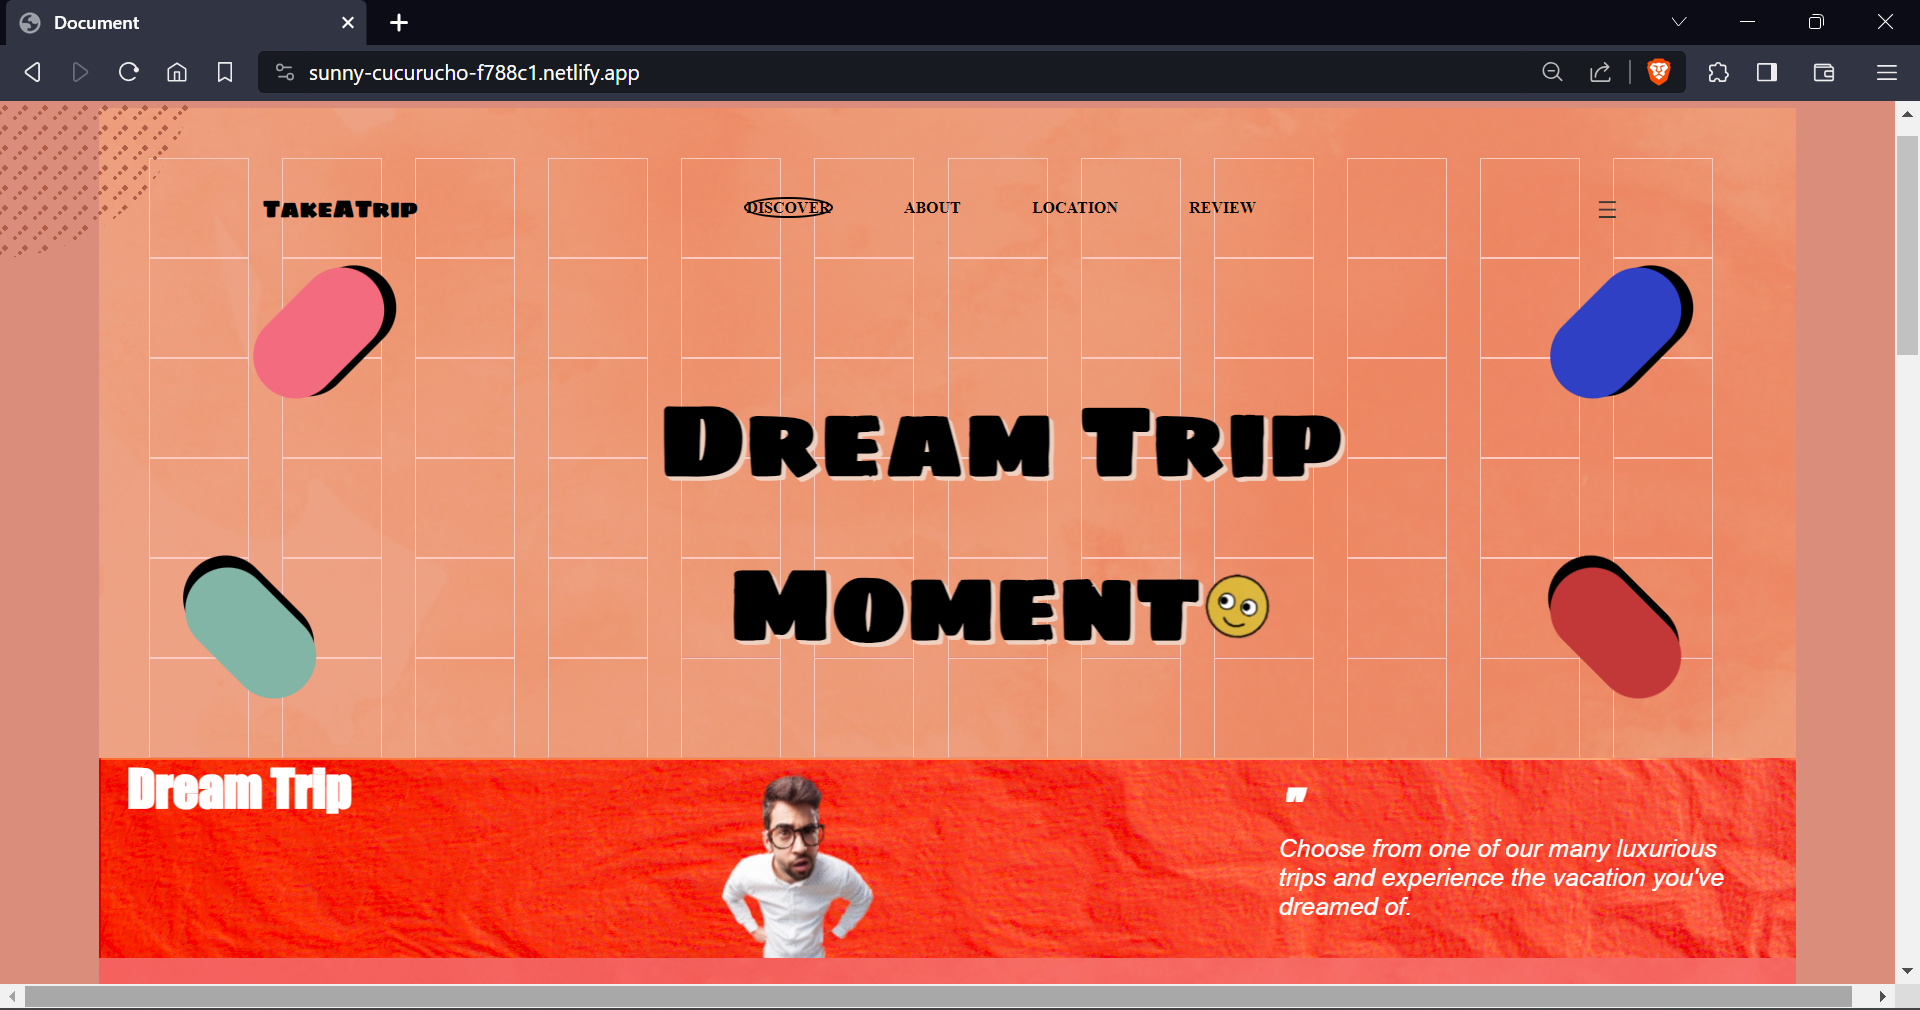 Document
sunny-cucurucho-f788c1.netlify.app
TAKEATRIP
DISCOVER
ABOUT
LOCATION
REVIEW
DREAM TRIP
MOMENT
Dream Trip
"
Choose from one of our many luxurious
trips and experience the vacation you've
dreamed of.